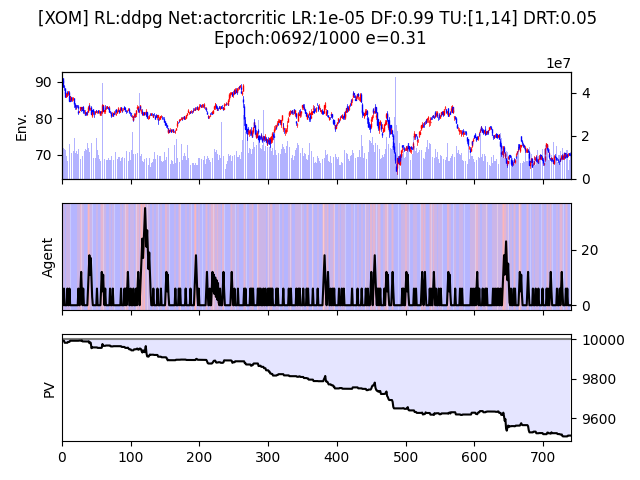 [XOM] RL:ddpg Net:actorcritic LR:1e-05 DF:0.99 TU:[1,14] DRT:0.05
Epoch:0692/1000 e=0.31
1e7
Env.
90
80
70
4
2
0
Agent
20
0
PV
10000
9800
9600
0 100 200 300 400 500 600 700